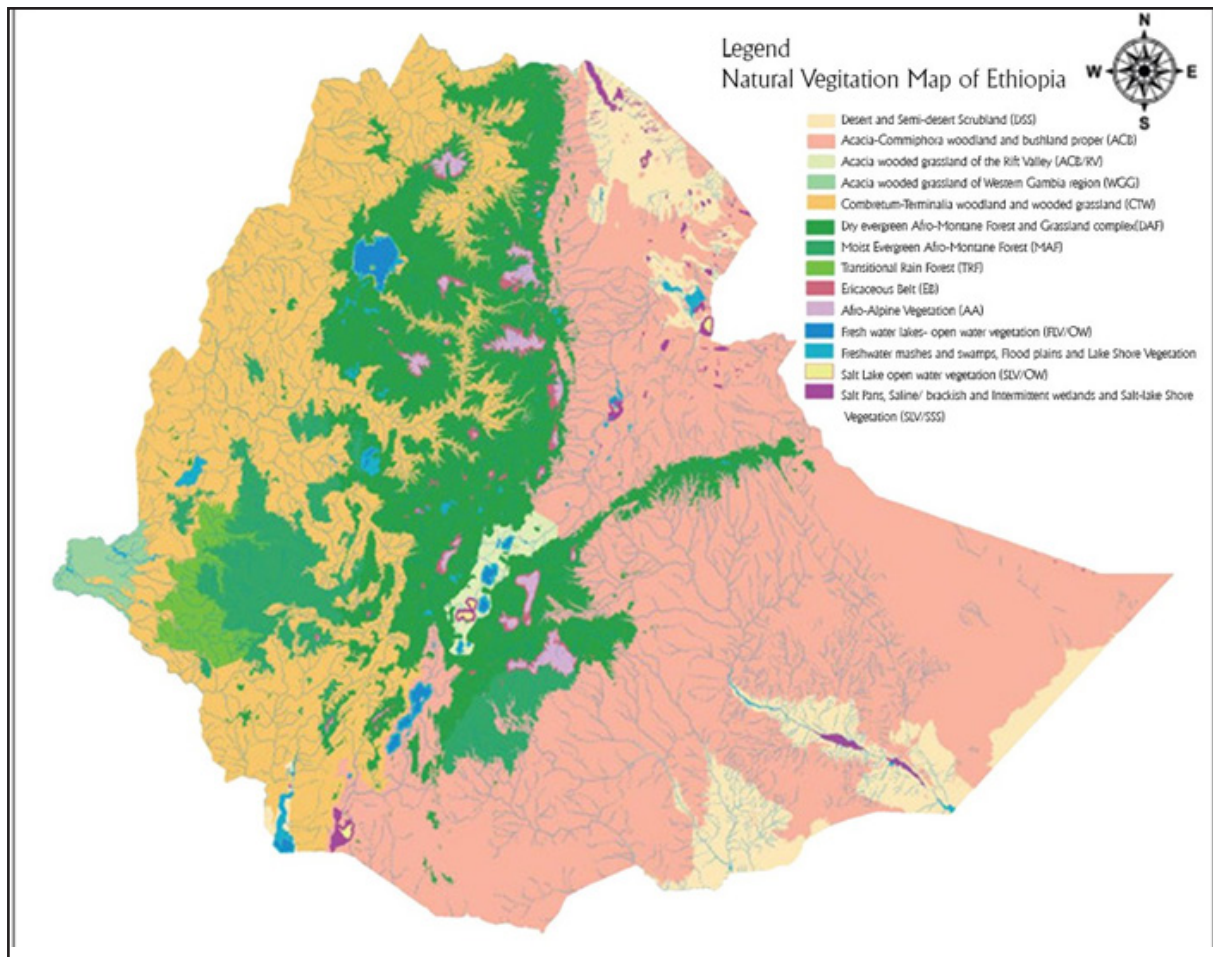 Legend
Natural Vegitation Map of Ethiopia
N
W
E
S
Desert and Semi-desert Scrubland (DSS)
Acacia-Commiphora woodland and bushland proper (ACB)
Acacia wooded grassland of the Rift Valley (ACB/RV)
Acacia wooded grassland of Western Gambia region (WGG)
Combretum-Terminalia woodland and wooded grassland (CTW)
Dry evergreen Afro-Montane Forest and Grassland complex(DAF)
Moist Evergreen Afro-Montane Forest (MAF)
Transitional Rain Forest (TRF)
Ericaceous Belt (EB)
Afro-Alpine Vegetation (AA)
Fresh water lakes- open water vegetation (FLV/OW)
Freshwater mashes and swamps, Flood plains and Lake Shore Vegetation
Salt Lake open water vegetation (SLV/OW)
Salt Pans, Saline/ brackish and Intermittent wetlands and Salt-lake Shore
Vegetation (SLV/SSS)